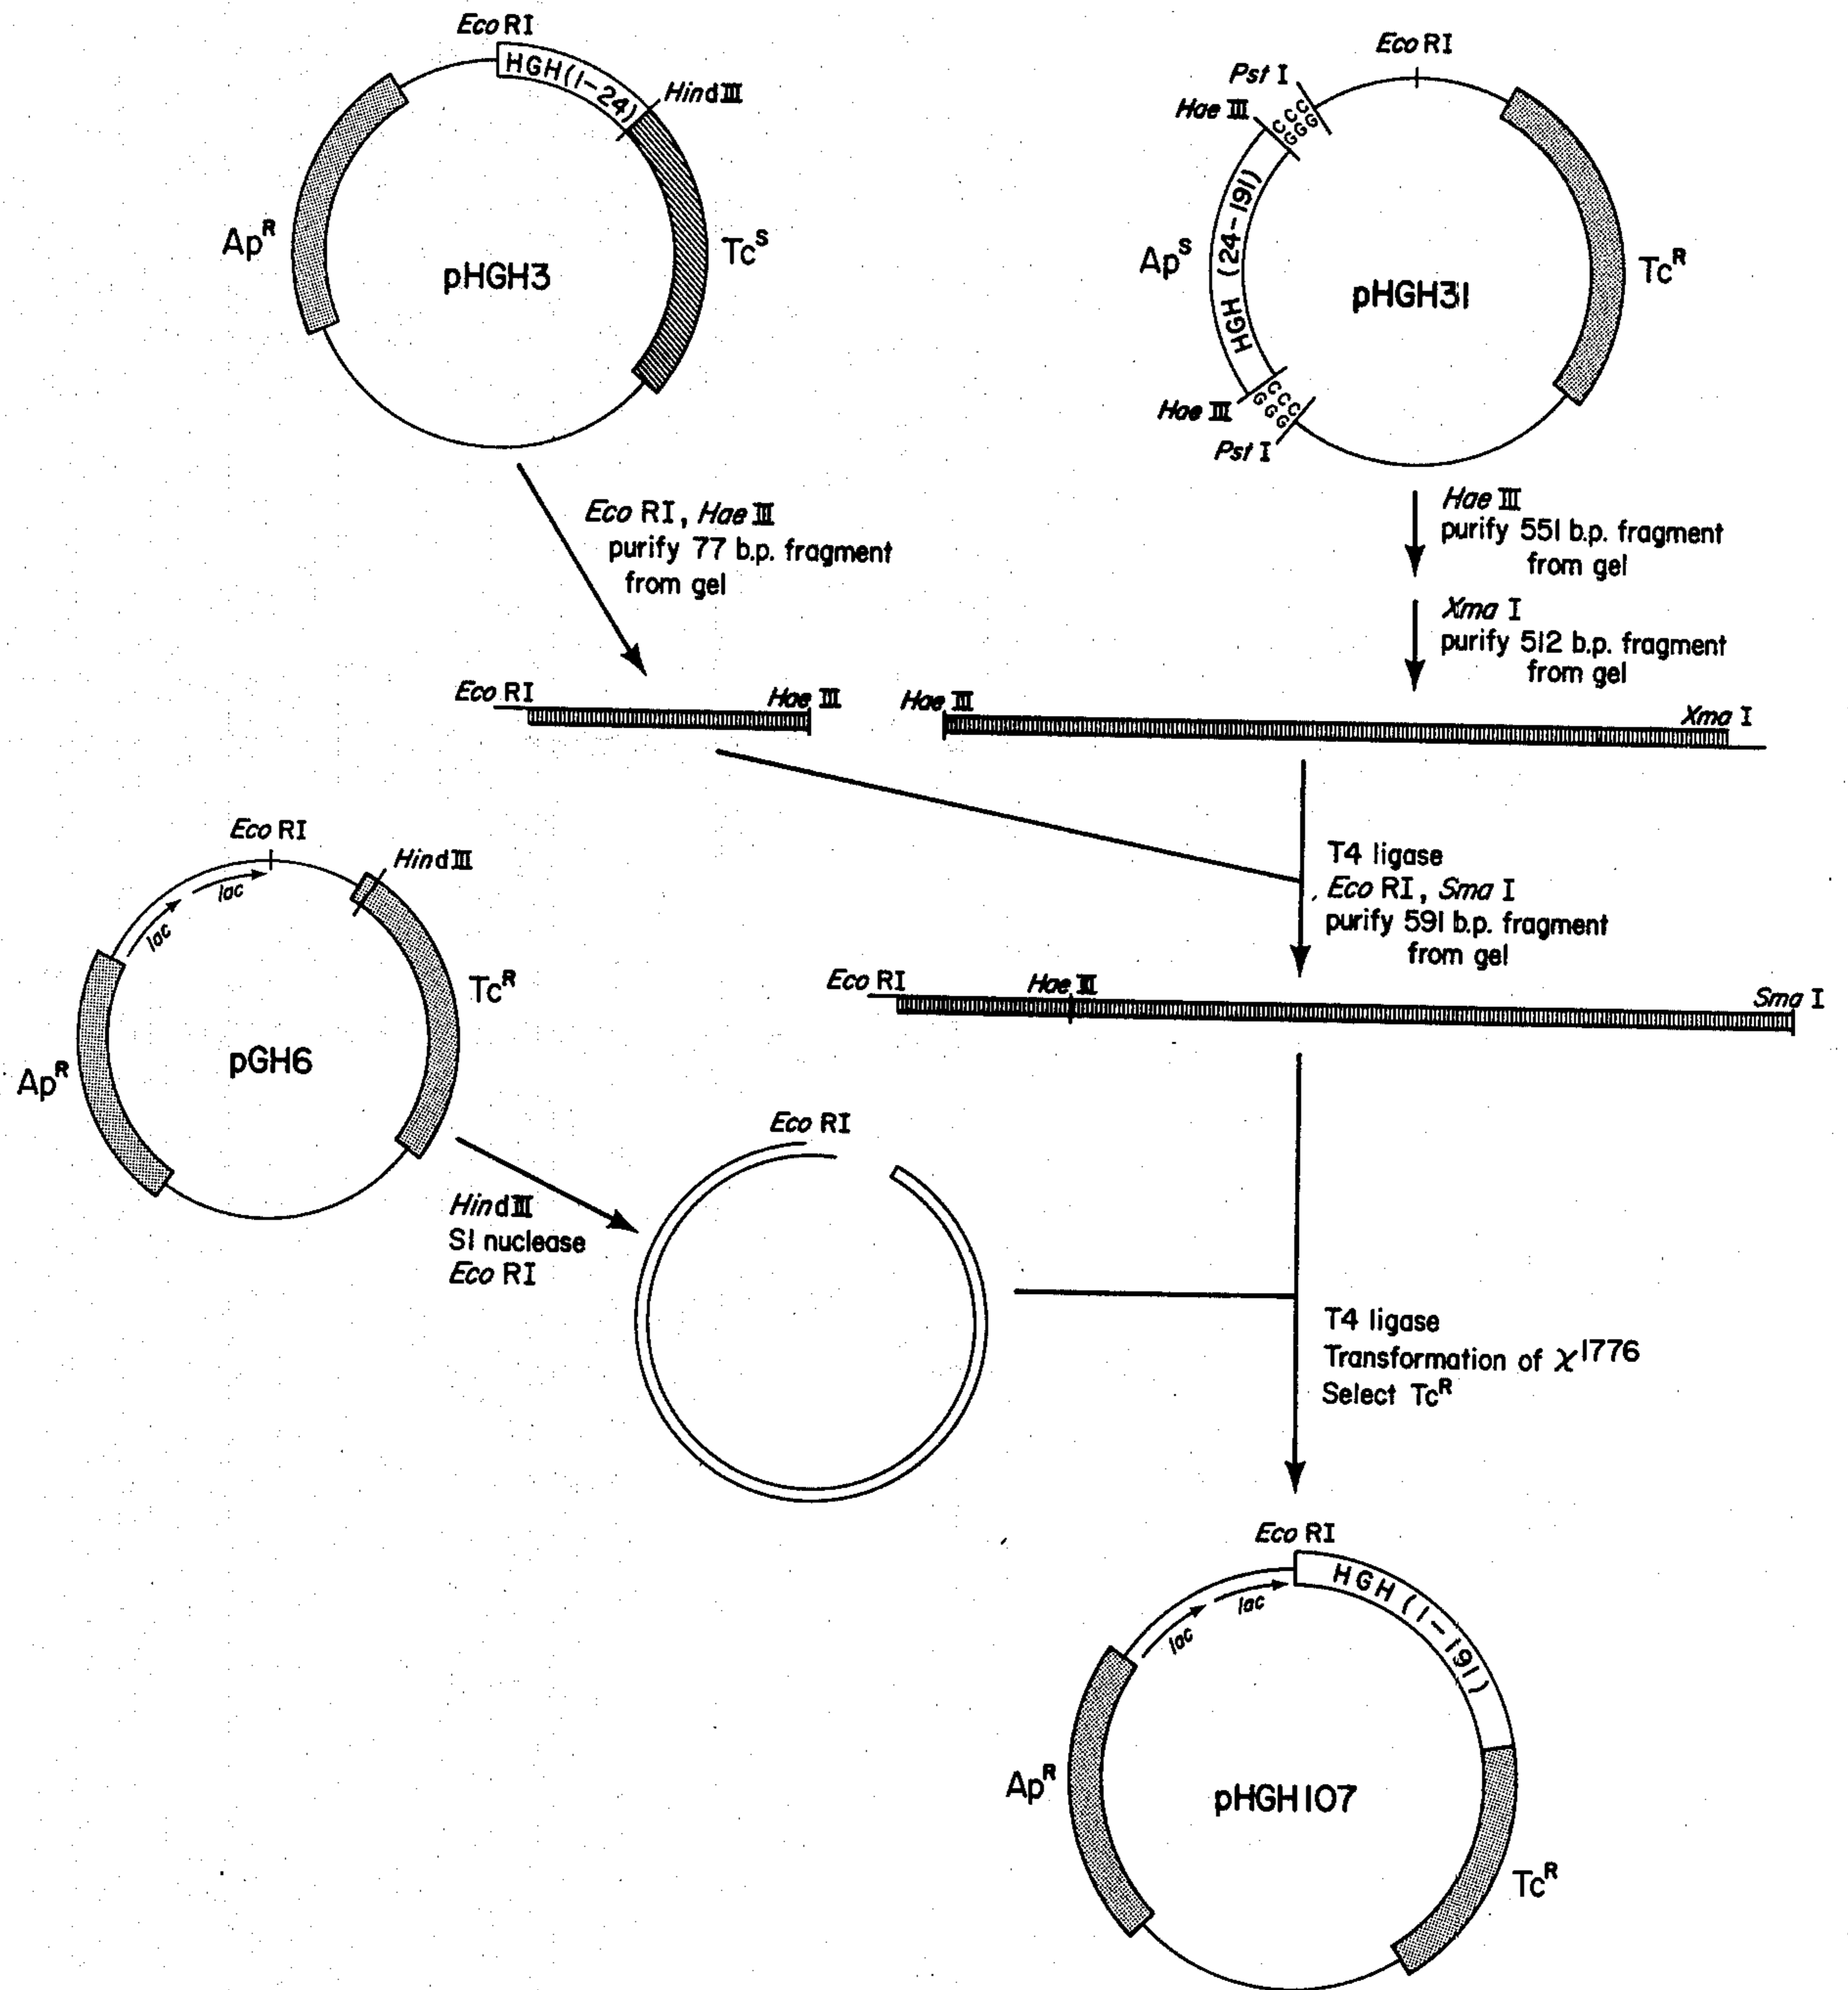 Eco RI
HGH (1-24)
Hind III
Ap^R
Tc^S
pHGH3
Eco RI
Pst I
Hae III
CCC
GGG
HGH (24-191)
Ap^S
Tc^R
pHGH31
Hae III
CCC
GGG
Pst I
Eco RI, Hae III
purify 77 b.p. fragment
from gel
Hae III
purify 551 b.p. fragment
from gel
Xma I
purify 512 b.p. fragment
from gel
Eco RI
Hae III
Hae III
Xma I
Eco RI
Hind III
lac
lac
Tc^R
Ap^R
pGH6
T4 ligase
Eco RI, Sma I
purify 591 b.p. fragment
from gel
Eco RI
Hae III
Sma I
Hind III
S1 nuclease
Eco RI
Eco RI
T4 ligase
Transformation of χ1776
Select Tc^R
Eco RI
HGH (1-191)
lac
lac
Ap^R
pHGH107
Tc^R